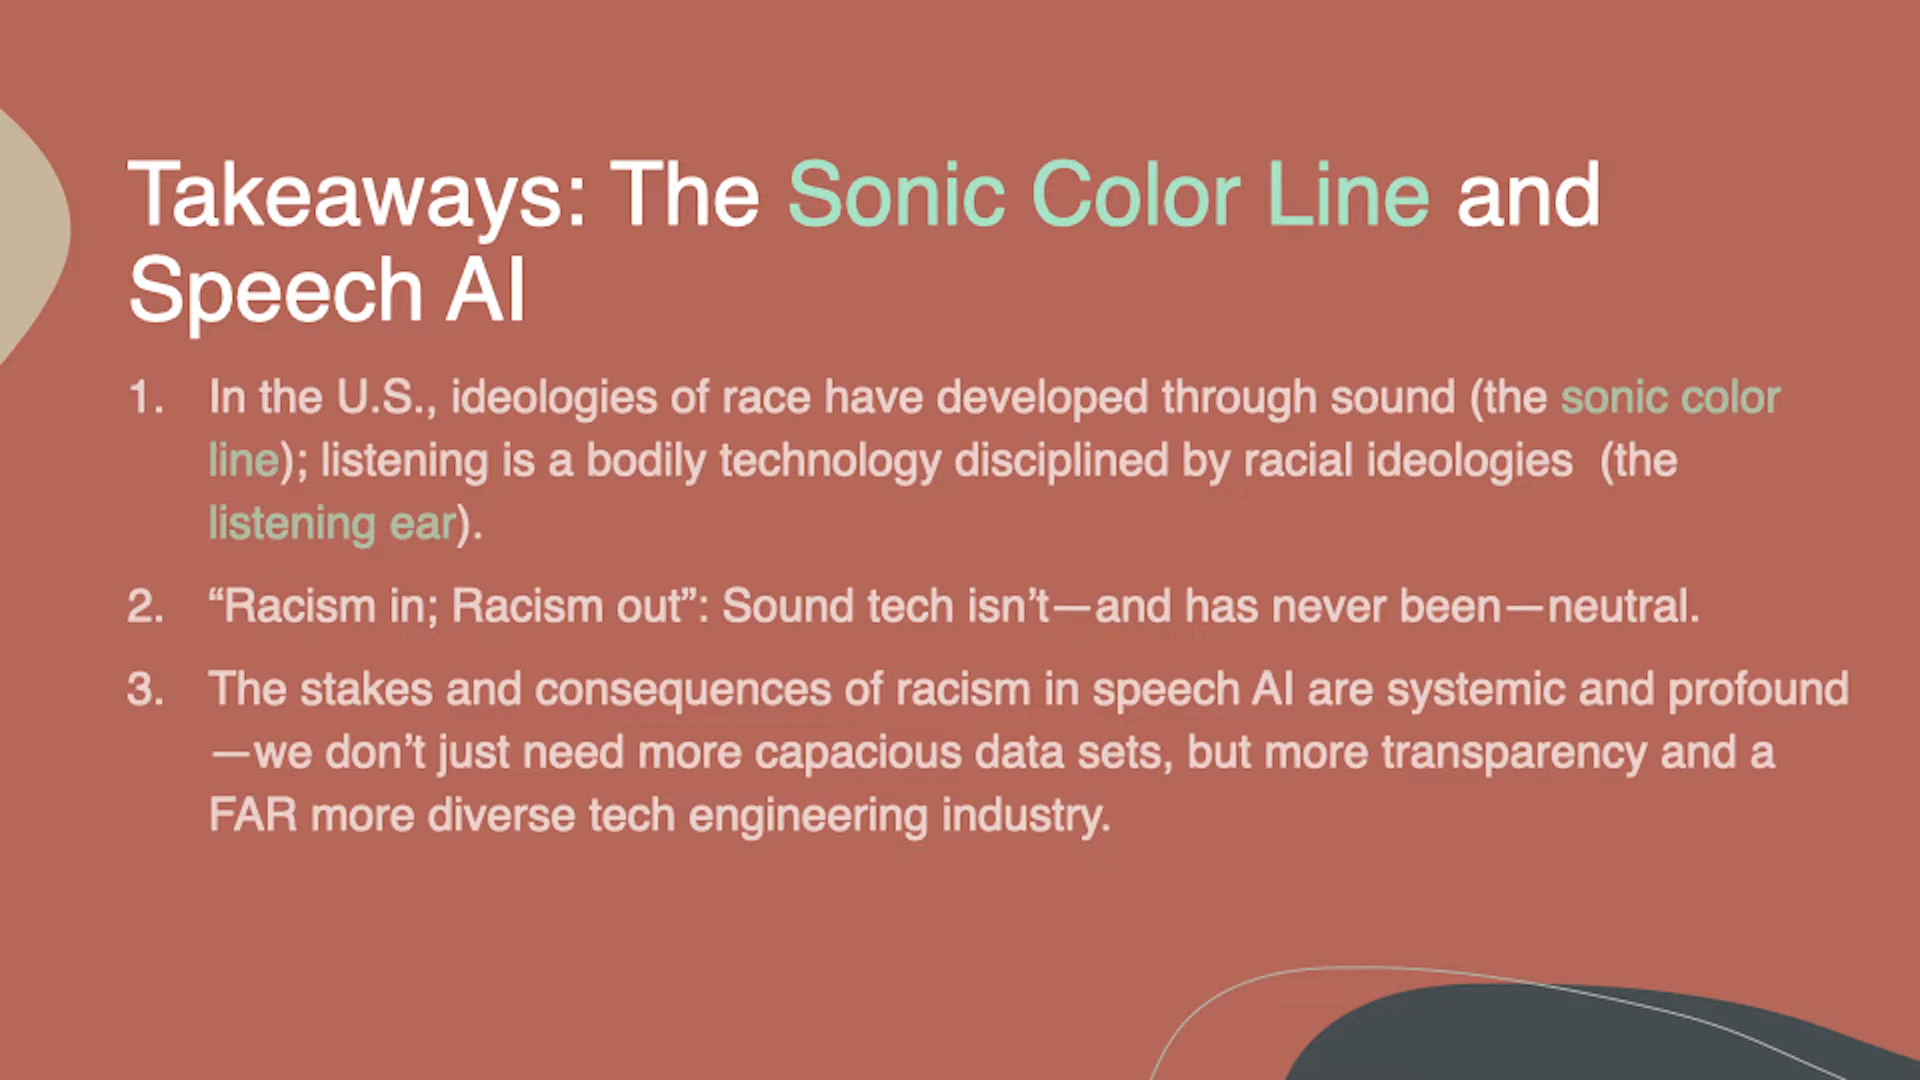 Takeaways: The Sonic Color Line and
Speech AI
1. In the U.S., ideologies of race have developed through sound (the sonic color
line); listening is a bodily technology disciplined by racial ideologies  (the
listening ear).
2. “Racism in; Racism out”: Sound tech isn’t—and has never been—neutral.
3. The stakes and consequences of racism in speech AI are systemic and profound
—we don’t just need more capacious data sets, but more transparency and a
FAR more diverse tech engineering industry.